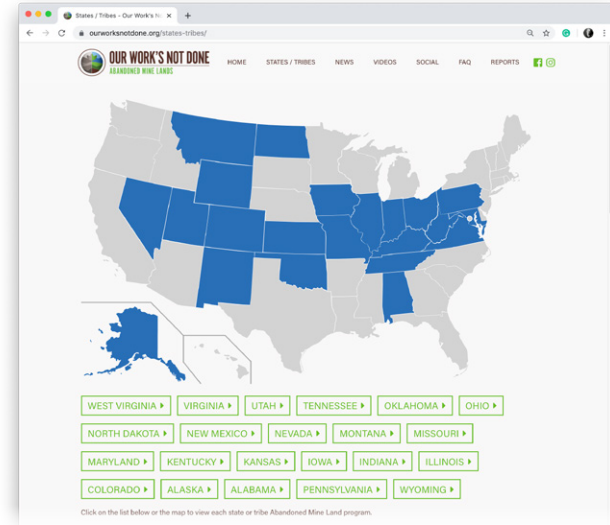 States / Tribes - Our Work's No
ourworksnotdone.org/states-tribes/
OUR WORK'S NOT DONE
ABANDONED MINE LANDS
HOME STATES / TRIBES NEWS VIDEOS SOCIAL FAQ REPORTS
WEST VIRGINIA VIRGINIA UTAH TENNESSEE OKLAHOMA OHIO
NORTH DAKOTA NEW MEXICO NEVADA MONTANA MISSOURI
MARYLAND KENTUCKY KANSAS IOWA INDIANA ILLINOIS
COLORADO ALASKA ALABAMA PENNSYLVANIA WYOMING
Click on the list below or the map to view each state or tribe Abandoned Mine Land program.